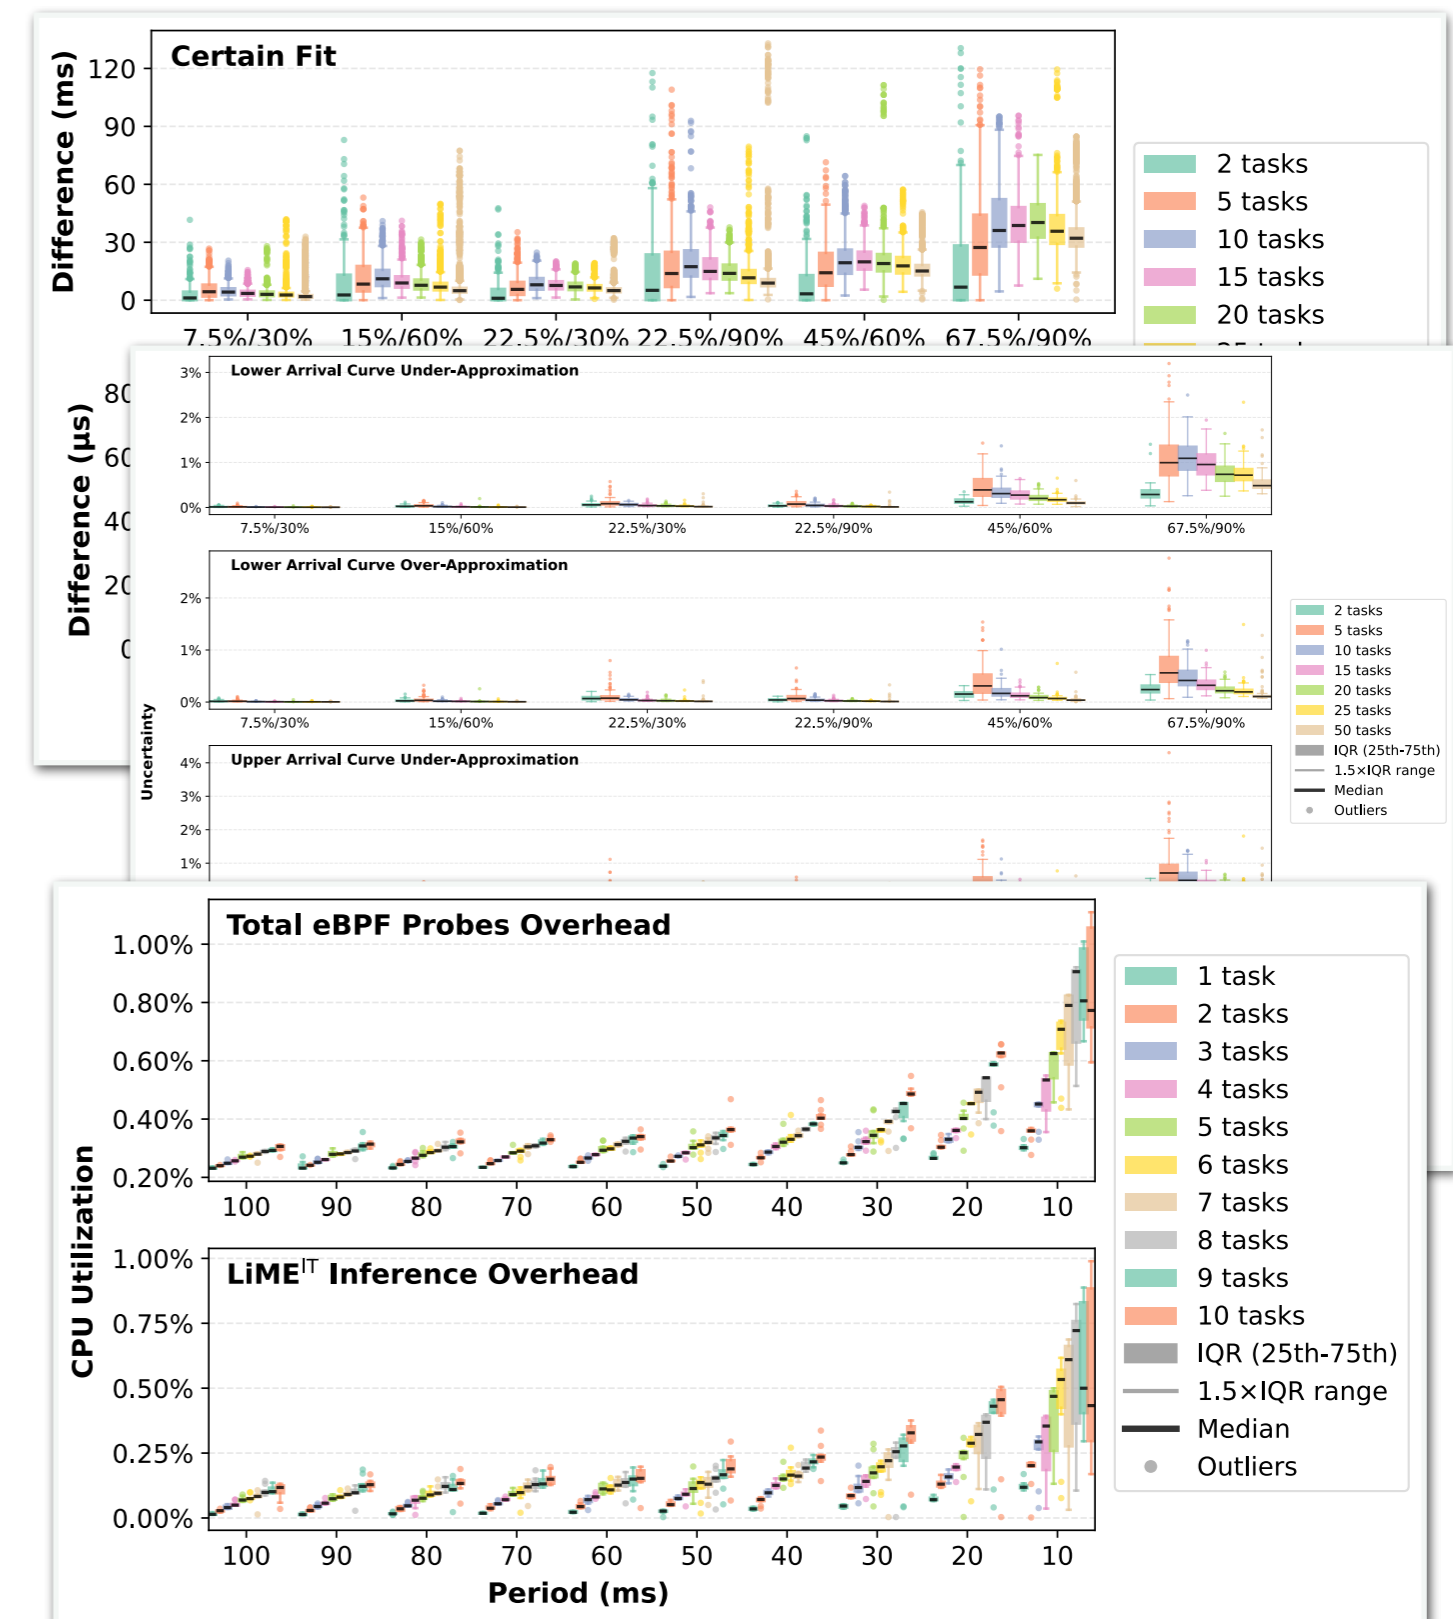 Certain Fit
Difference (ms)
120
90
60
30
0
7.5%/30% 15%/60% 22.5%/30% 22.5%/90% 45%/60% 67.5%/90%
2 tasks
5 tasks
10 tasks
15 tasks
20 tasks
Difference (μs)
80
60
40
20
0
Uncertainty
Lower Arrival Curve Under-Approximation
3%
2%
1%
0%
7.5%/30% 15%/60% 22.5%/30% 22.5%/90% 45%/60% 67.5%/90%
Lower Arrival Curve Over-Approximation
2%
1%
0%
7.5%/30% 15%/60% 22.5%/30% 22.5%/90% 45%/60% 67.5%/90%
Upper Arrival Curve Under-Approximation
4%
3%
2%
1%
2 tasks
5 tasks
10 tasks
15 tasks
20 tasks
25 tasks
50 tasks
IQR (25th-75th)
1.5×IQR range
Median
Outliers
CPU Utilization
Total eBPF Probes Overhead
1.00%
0.80%
0.60%
0.40%
0.20%
100 90 80 70 60 50 40 30 20 10
LiMEᴵᵀ Inference Overhead
1.00%
0.75%
0.50%
0.25%
0.00%
100 90 80 70 60 50 40 30 20 10
Period (ms)
1 task
2 tasks
3 tasks
4 tasks
5 tasks
6 tasks
7 tasks
8 tasks
9 tasks
10 tasks
IQR (25th-75th)
1.5×IQR range
Median
Outliers